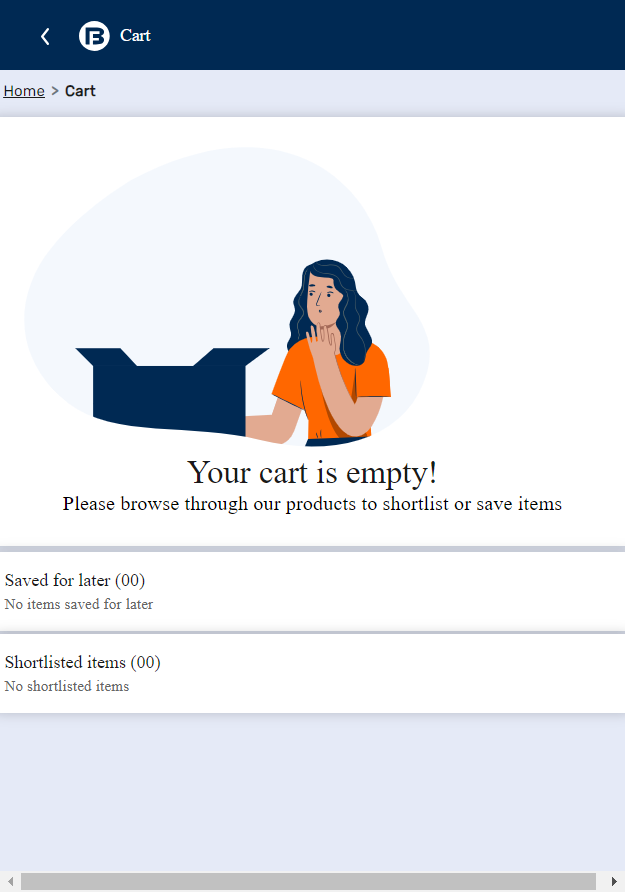 Cart
Home > Cart
Your cart is empty!
Please browse through our products to shortlist or save items
Saved for later (00)
No items saved for later
Shortlisted items (00)
No shortlisted items